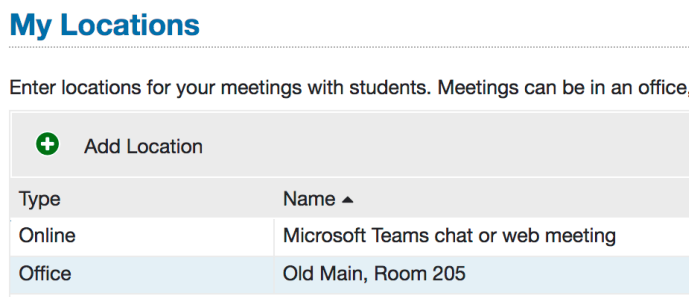 My Locations
Enter locations for your meetings with students. Meetings can be in an office,
Add Location
Type Name
Online Microsoft Teams chat or web meeting
Office Old Main, Room 205